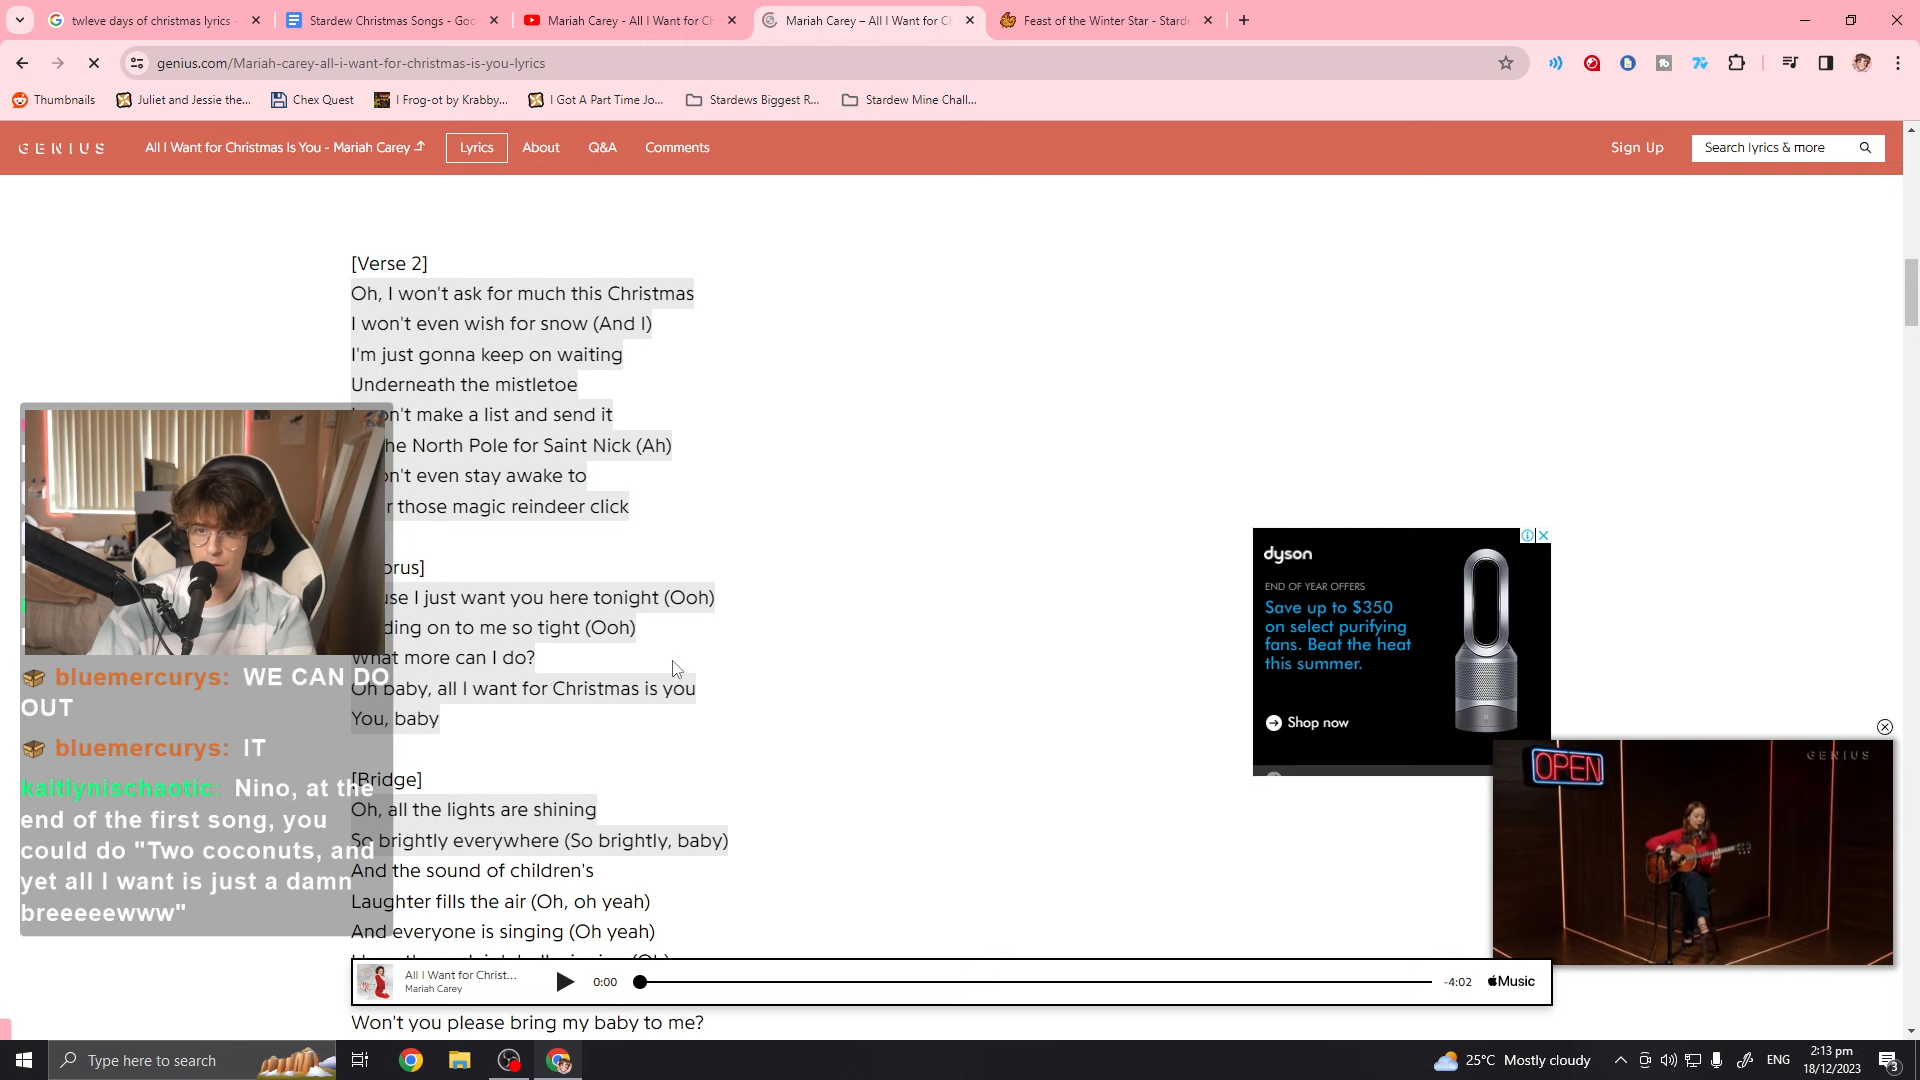 twleve days of christmas lyrics -
Stardew Christmas Songs - Goo
Mariah Carey - All I Want for Ch
Mariah Carey – All I Want for C
Feast of the Winter Star - Starde
genius.com/Mariah-carey-all-i-want-for-christmas-is-you-lyrics
Thumbnails
Juliet and Jessie the...
Chex Quest
I Frog-ot by Krabby...
I Got A Part Time Jo...
Stardews Biggest R...
Stardew Mine Chall...
GENIUS
All I Want for Christmas Is You - Mariah Carey
Lyrics
About
Q&A
Comments
Sign Up
Search lyrics & more
[Verse 2]
Oh, I won't ask for much this Christmas
I won't even wish for snow (And I)
I'm just gonna keep on waiting
Underneath the mistletoe
on't make a list and send it
he North Pole for Saint Nick (Ah)
on't even stay awake to
r those magic reindeer click
orus]
use I just want you here tonight (Ooh)
ding on to me so tight (Ooh)
What more can I do?
Oh baby, all I want for Christmas is you
You, baby
[Bridge]
Oh, all the lights are shining
So brightly everywhere (So brightly, baby)
And the sound of children's
Laughter fills the air (Oh, oh yeah)
And everyone is singing (Oh yeah)
Won't you please bring my baby to me?
bluemercurys: WE CAN DO
OUT
bluemercurys: IT
kaitlynischaotic: Nino, at the
end of the first song, you
could do "Two coconuts, and
yet all I want is just a damn
breeeeewww"
dyson
END OF YEAR OFFERS
Save up to $350
on select purifying
fans. Beat the heat
this summer.
Shop now
OPEN
GENIUS
All I Want for Christ...
Mariah Carey
0:00
-4:02
Music
Type here to search
25°C Mostly cloudy
ENG
2:13 pm
18/12/2023
3